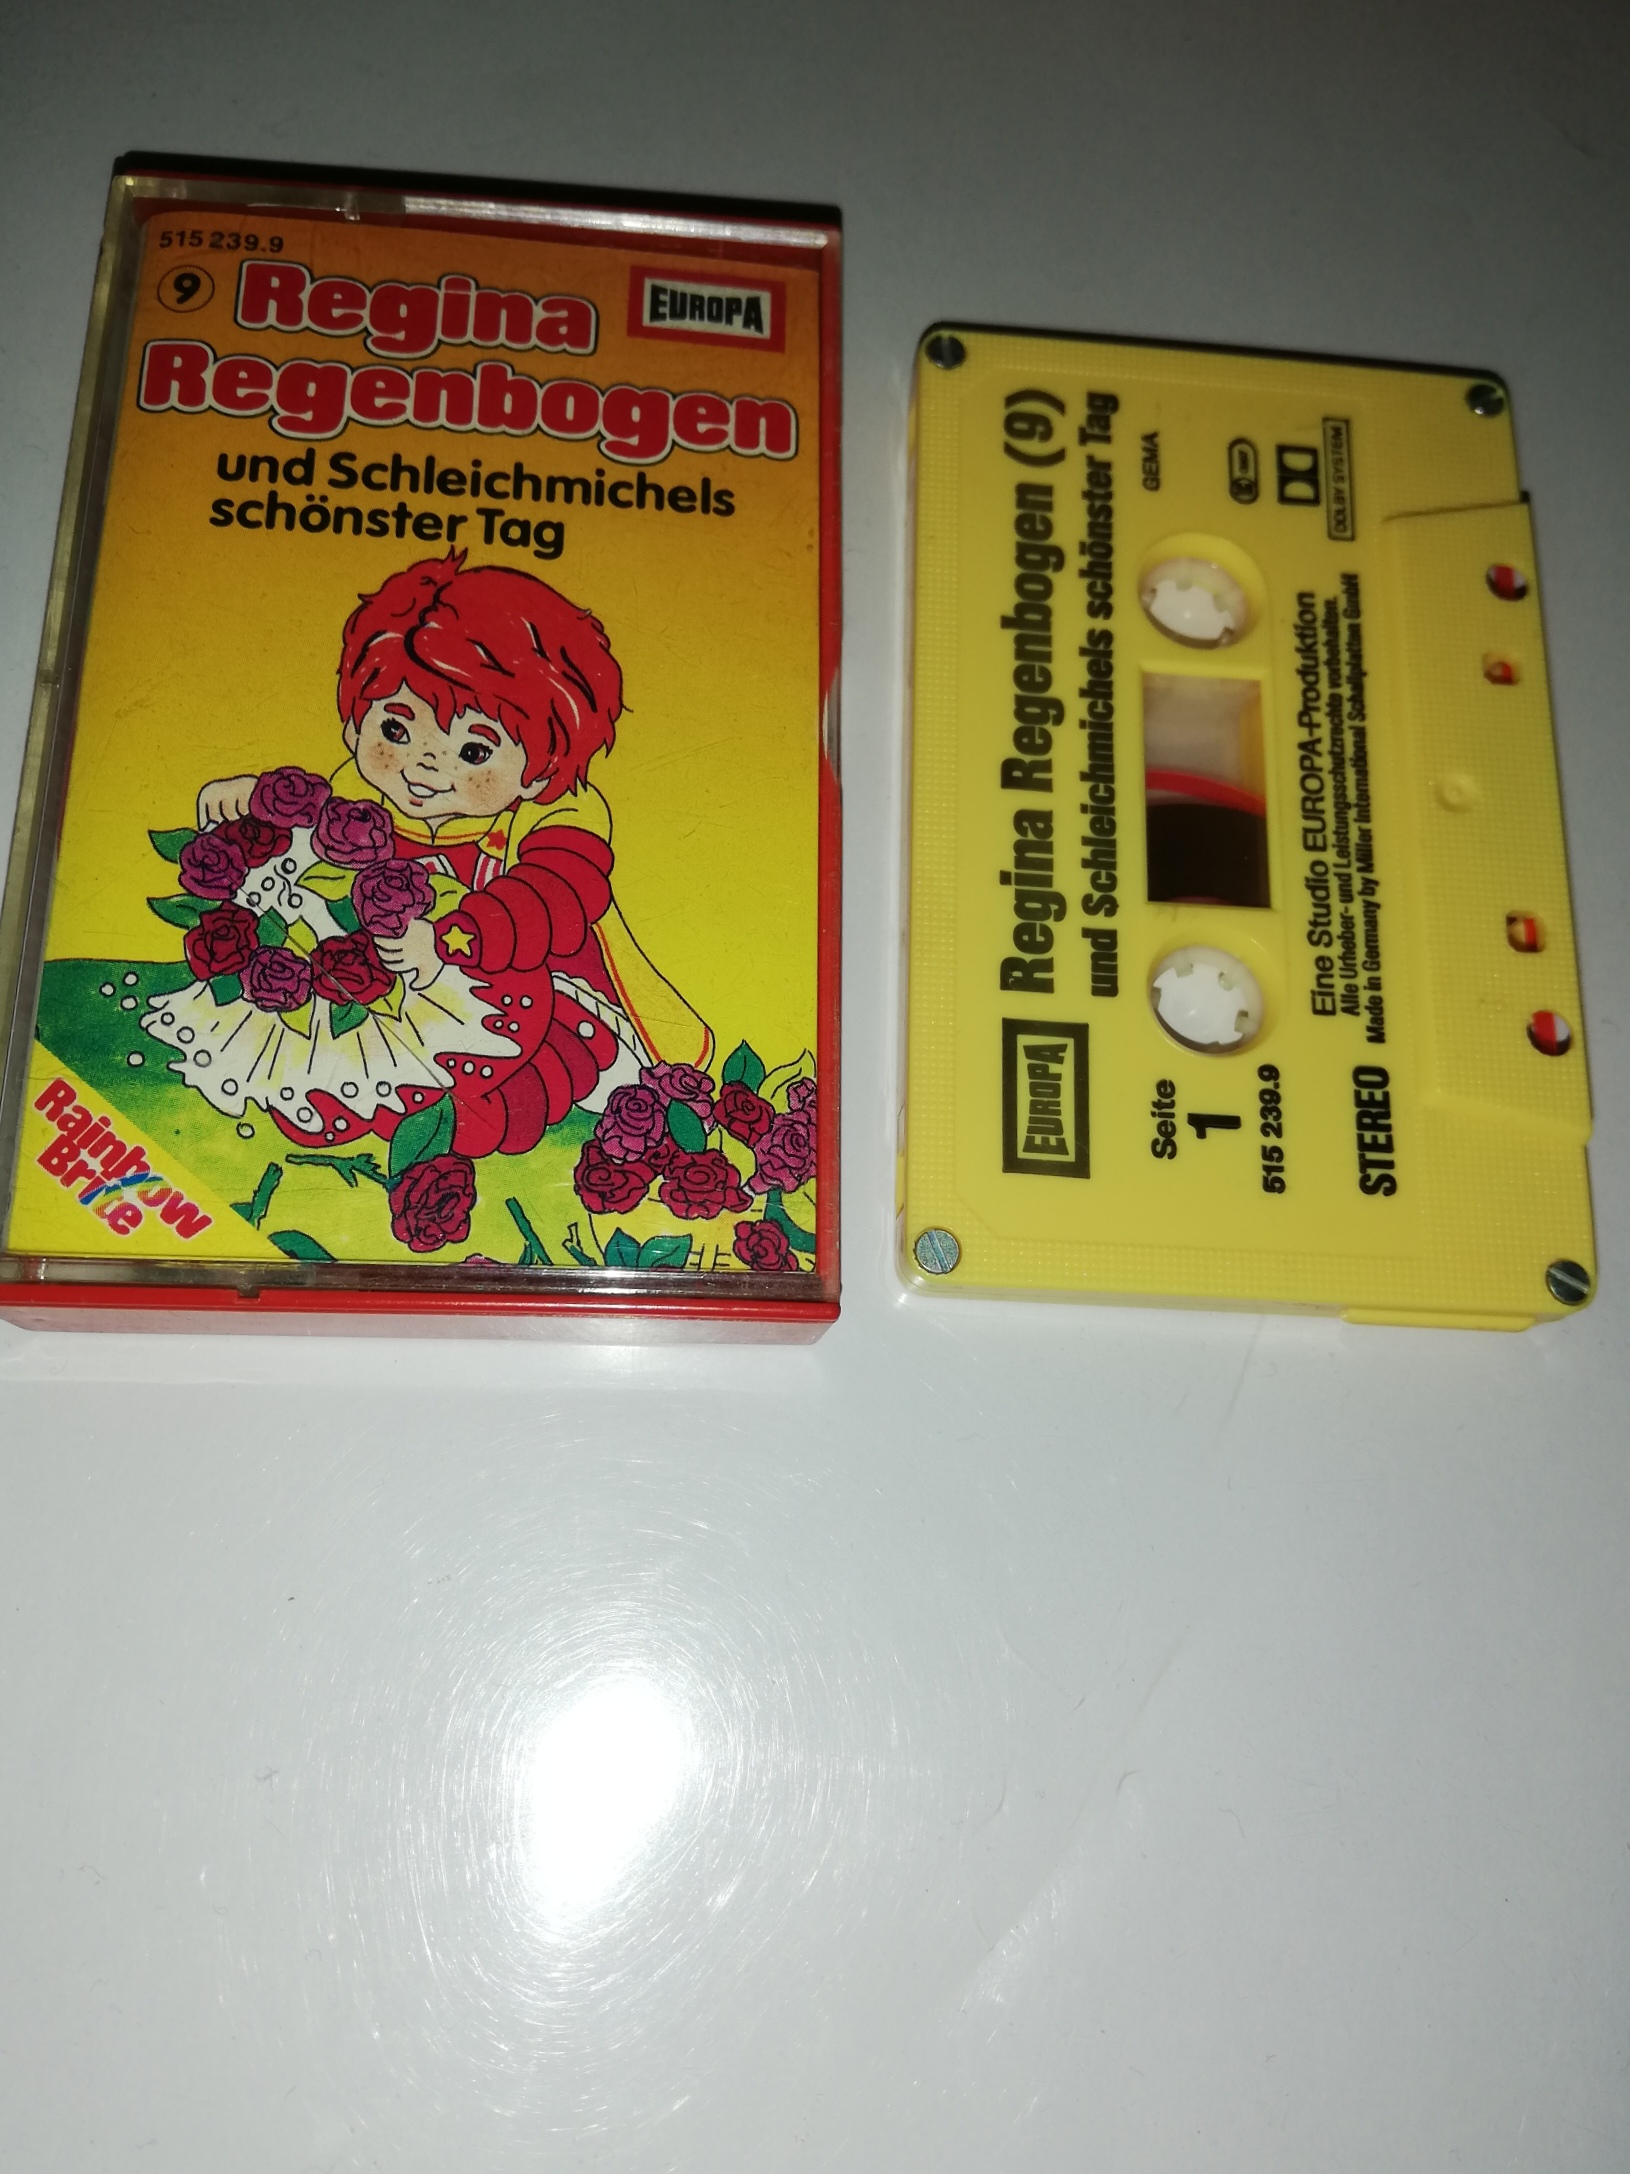 515 239.9
9
Regina
EUROPA
Regenbogen
und Schleichmichels
schönster Tag
Rainbow
Brite
EUROPA
Regina Regenbogen (9)
und Schleichmichels schönster Tag
GEMA
Seite
1
515 239.9
DOLBY SYSTEM
Eine Studio EUROPA-Produktion
Alle Urheber- und Leistungsschutzrechte vorbehalten.
STEREO
Made in Germany by Miller International Schallplatten GmbH